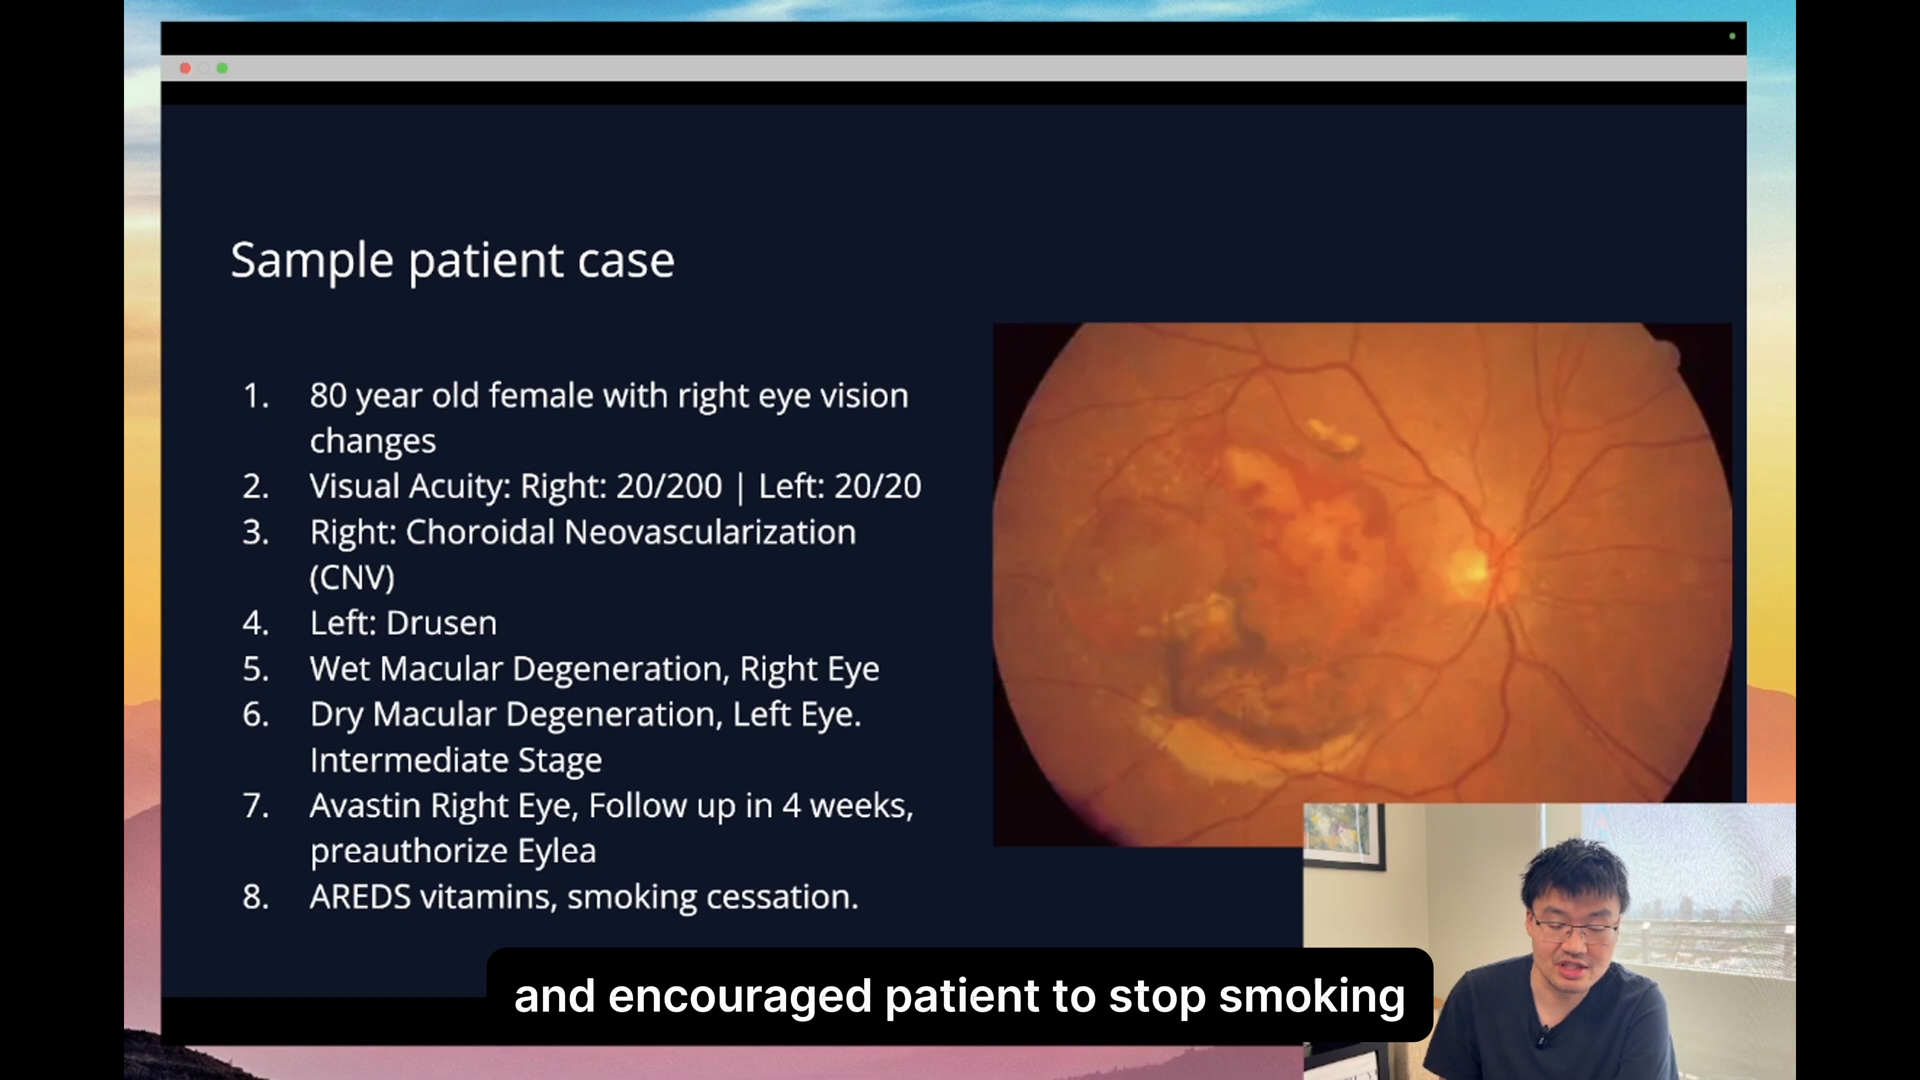 Sample patient case
1. 80 year old female with right eye vision
changes
2. Visual Acuity: Right: 20/200 | Left: 20/20
3. Right: Choroidal Neovascularization
(CNV)
4. Left: Drusen
5. Wet Macular Degeneration, Right Eye
6. Dry Macular Degeneration, Left Eye.
Intermediate Stage
7. Avastin Right Eye, Follow up in 4 weeks,
preauthorize Eylea
8. AREDS vitamins, smoking cessation.
and encouraged patient to stop smoking